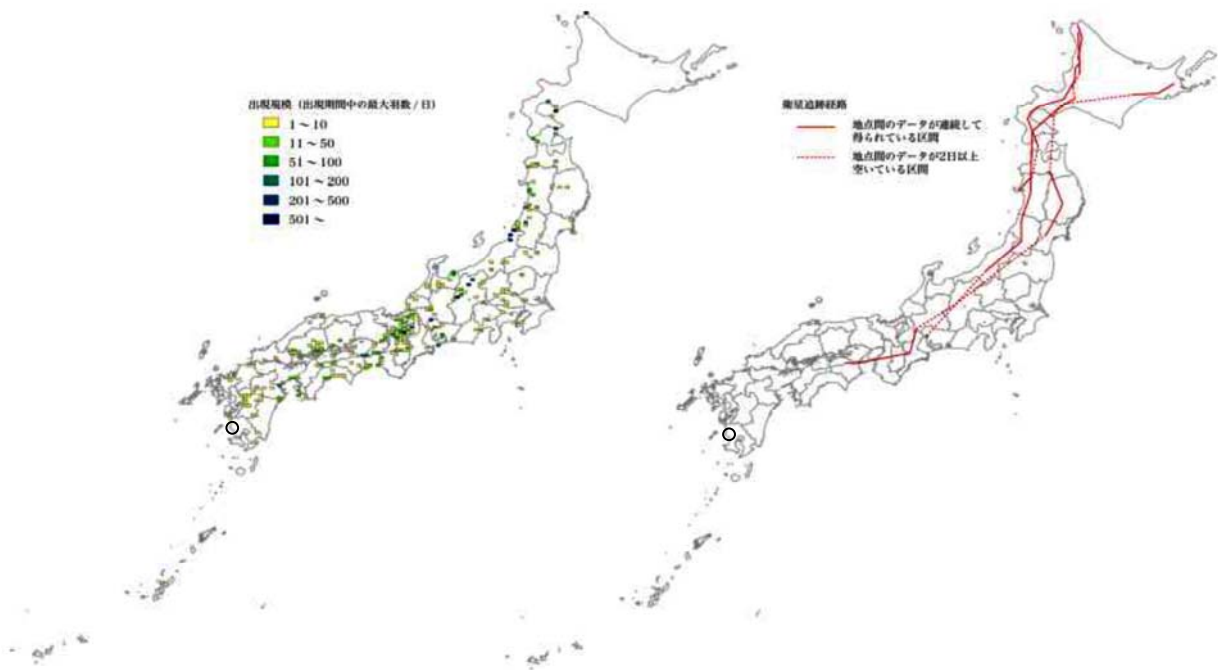 出現規模（出現期間中の最大羽数 / 日）
1～10
11～50
51～100
101～200
201～500
501～
衛星追跡経路
地点間のデータが連続して
得られている区間
地点間のデータが2日以上
空いている区間